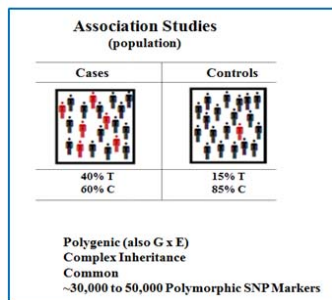 Association Studies
(population)
Cases Controls
40% T 15% T
60% C 85% C
Polygenic (also G x E)
Complex Inheritance
Common
~30,000 to 50,000 Polymorphic SNP Markers